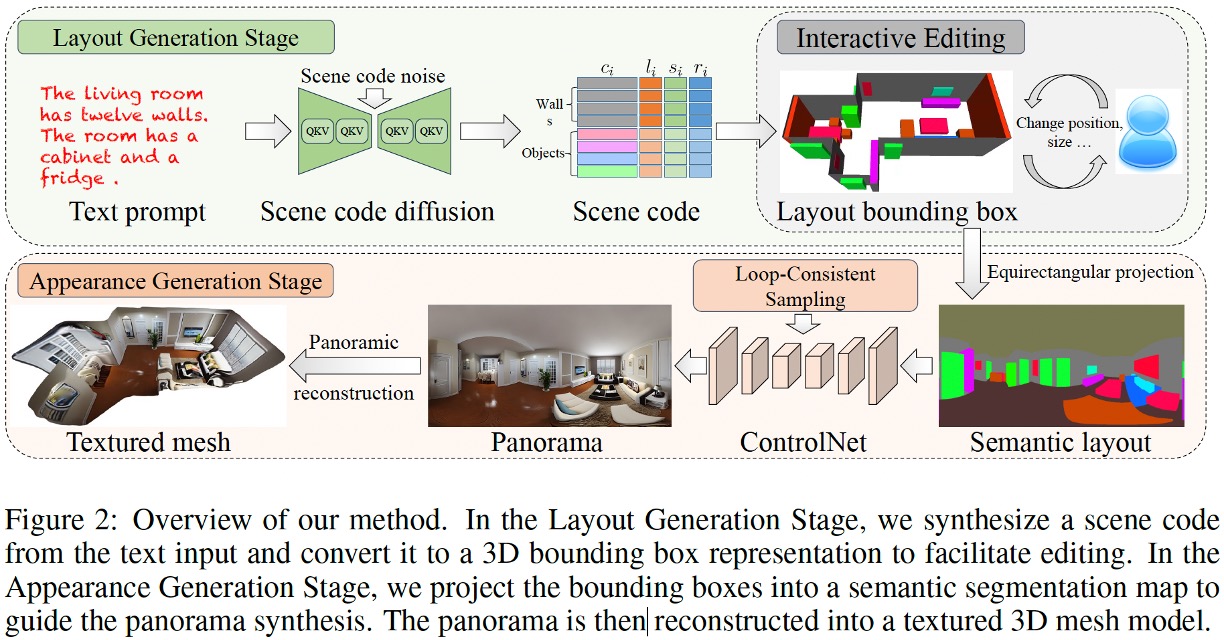 Layout Generation Stage
Interactive Editing
The living room
has twelve walls.
The room has a
cabinet and a
fridge .
Text prompt
Scene code noise
QKV QKV QKV QKV
Scene code diffusion
c_i l_i s_i r_i
Wall
s
Objects
Scene code
Layout bounding box
Change position,
size ...
Equirectangular projection
Appearance Generation Stage
Loop-Consistent
Sampling
Panoramic
reconstruction
Textured mesh
Panorama
ControlNet
Semantic layout
Figure 2: Overview of our method. In the Layout Generation Stage, we synthesize a scene code
from the text input and convert it to a 3D bounding box representation to facilitate editing. In the
Appearance Generation Stage, we project the bounding boxes into a semantic segmentation map to
guide the panorama synthesis. The panorama is then reconstructed into a textured 3D mesh model.